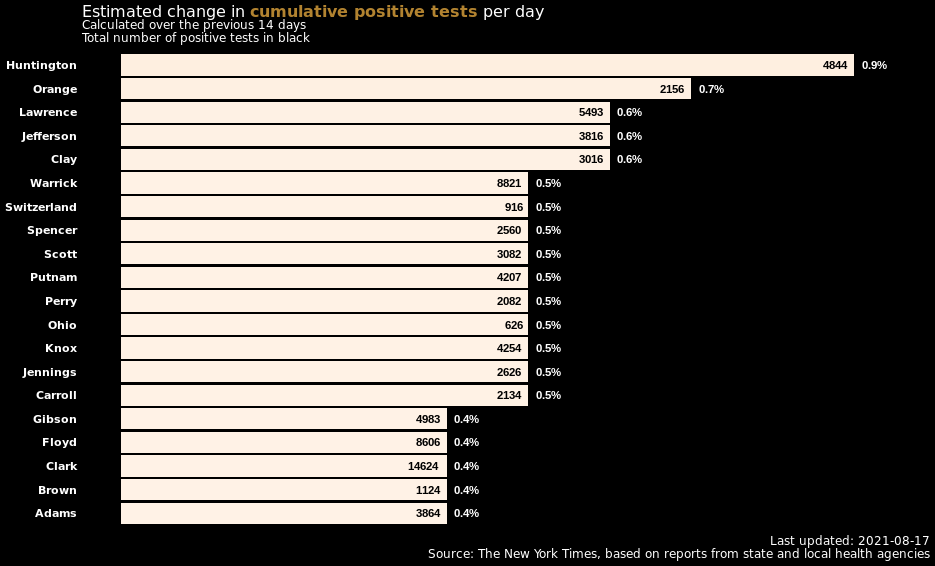 Estimated change in cumulative positive tests per day
Calculated over the previous 14 days
Total number of positive tests in black
Huntington 4844 0.9%
Orange 2156 0.7%
Lawrence 5493 0.6%
Jefferson 3816 0.6%
Clay 3016 0.6%
Warrick 8821 0.5%
Switzerland 916 0.5%
Spencer 2560 0.5%
Scott 3082 0.5%
Putnam 4207 0.5%
Perry 2082 0.5%
Ohio 626 0.5%
Knox 4254 0.5%
Jennings 2626 0.5%
Carroll 2134 0.5%
Gibson 4983 0.4%
Floyd 8606 0.4%
Clark 14624 0.4%
Brown 1124 0.4%
Adams 3864 0.4%
Last updated: 2021-08-17
Source: The New York Times, based on reports from state and local health agencies